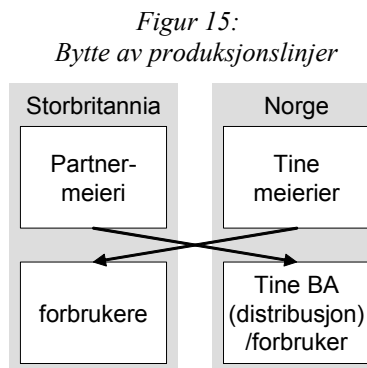 Figur 15:
Bytte av produksjonslinjer
Storbritannia
Partner-
meieri
forbrukere
Norge
Tine
meierier
Tine BA
(distribusjon)
/forbruker